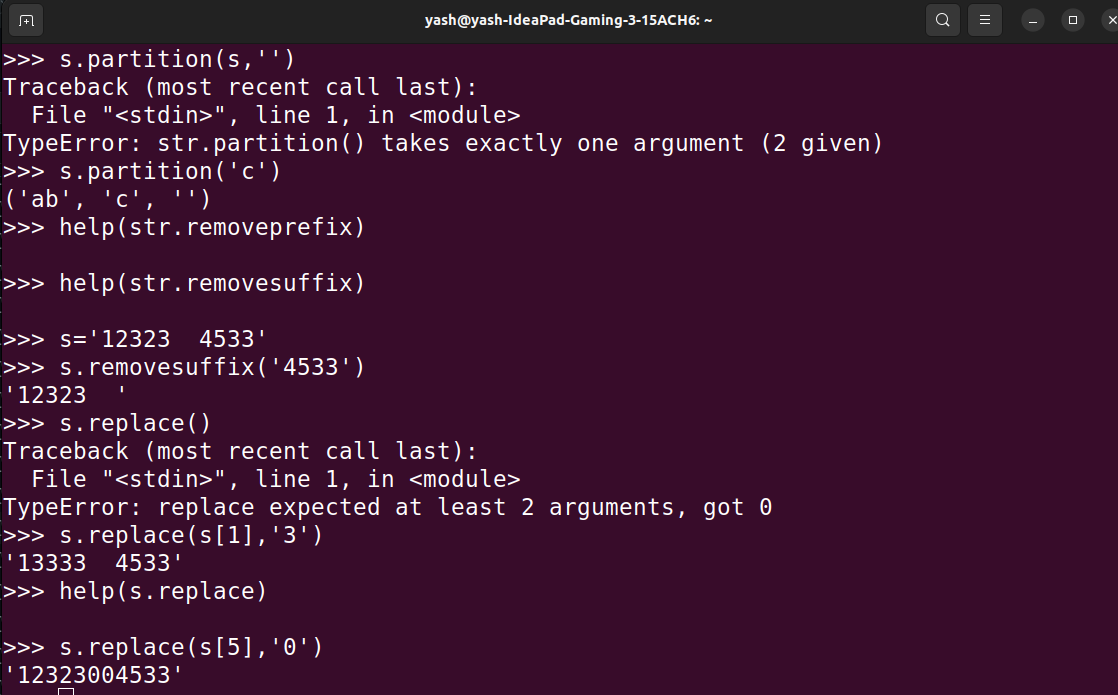 yash@yash-IdeaPad-Gaming-3-15ACH6: ~
>>> s.partition(s,'')
Traceback (most recent call last):
  File "<stdin>", line 1, in <module>
TypeError: str.partition() takes exactly one argument (2 given)
>>> s.partition('c')
('ab', 'c', '')
>>> help(str.removeprefix)

>>> help(str.removesuffix)

>>> s='12323  4533'
>>> s.removesuffix('4533')
'12323  '
>>> s.replace()
Traceback (most recent call last):
  File "<stdin>", line 1, in <module>
TypeError: replace expected at least 2 arguments, got 0
>>> s.replace(s[1],'3')
'13333  4533'
>>> help(s.replace)

>>> s.replace(s[5],'0')
'12323004533'